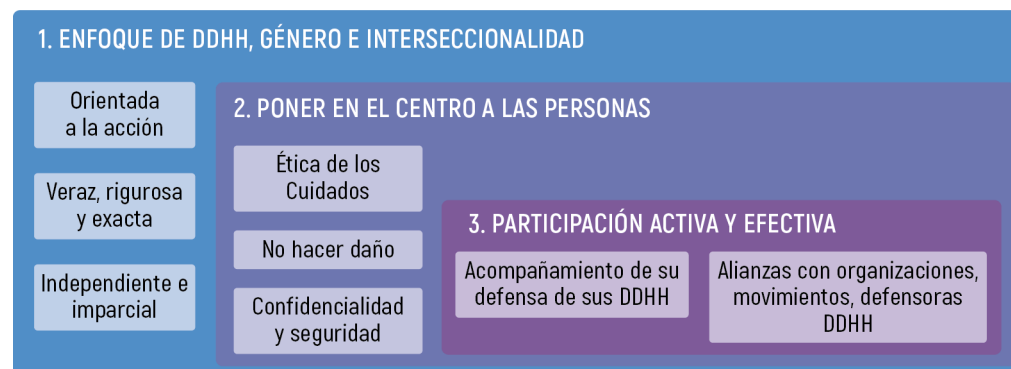 1. ENFOQUE DE DDHH, GÉNERO E INTERSECCIONALIDAD
Orientada
a la acción
Veraz, rigurosa
y exacta
Independiente e
imparcial
2. PONER EN EL CENTRO A LAS PERSONAS
Ética de los
Cuidados
No hacer daño
Confidencialidad
y seguridad
3. PARTICIPACIÓN ACTIVA Y EFECTIVA
Acompañamiento de su
defensa de sus DDHH
Alianzas con organizaciones,
movimientos, defensoras
DDHH